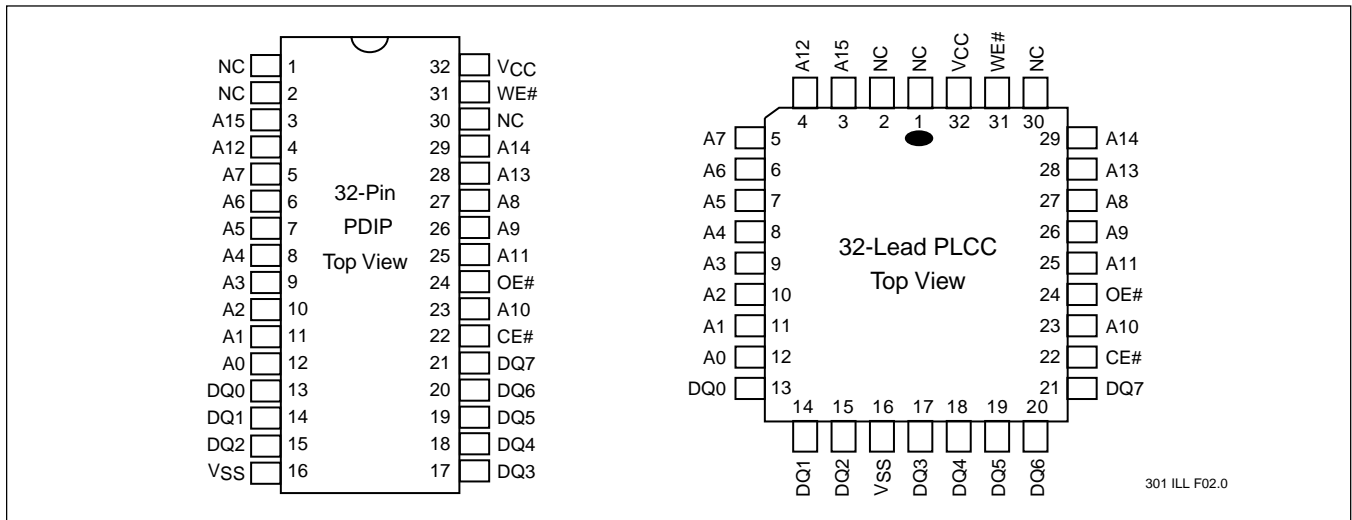 NC 1 32 VCC
NC 2 31 WE#
A15 3 30 NC
A12 4 29 A14
A7 5 28 A13
A6 6 27 A8
A5 7 26 A9
A4 8 25 A11
A3 9 24 OE#
A2 10 23 A10
A1 11 22 CE#
A0 12 21 DQ7
DQ0 13 20 DQ6
DQ1 14 19 DQ5
DQ2 15 18 DQ4
VSS 16 17 DQ3
32-Pin
PDIP
Top View
A12 A15 NC NC VCC WE# NC
4 3 2 1 32 31 30
A7 5 29 A14
A6 6 28 A13
A5 7 27 A8
A4 8 26 A9
A3 9 25 A11
A2 10 24 OE#
A1 11 23 A10
A0 12 22 CE#
DQ0 13 21 DQ7
32-Lead PLCC
Top View
14 15 16 17 18 19 20
DQ1 DQ2 VSS DQ3 DQ4 DQ5 DQ6
301 ILL F02.0